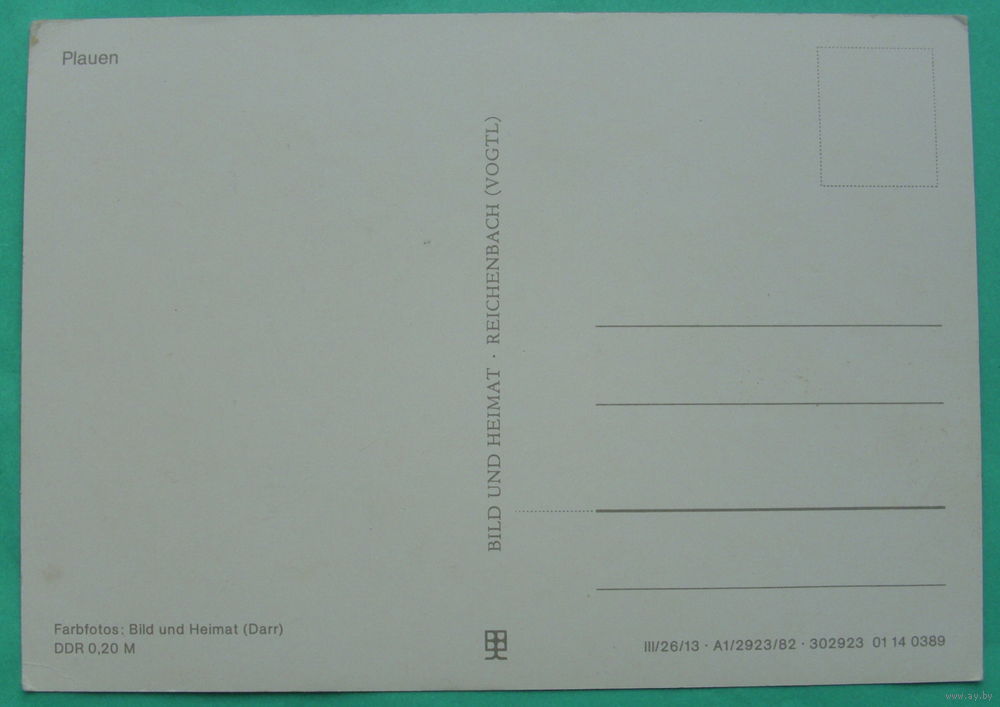 Plauen
BILD UND HEIMAT · REICHENBACH (VOGTL)
Farbfotos: Bild und Heimat (Darr)
DDR 0,20 M
III/26/13 · A1/2923/82 · 302923 01 14 0389
www.ay.by